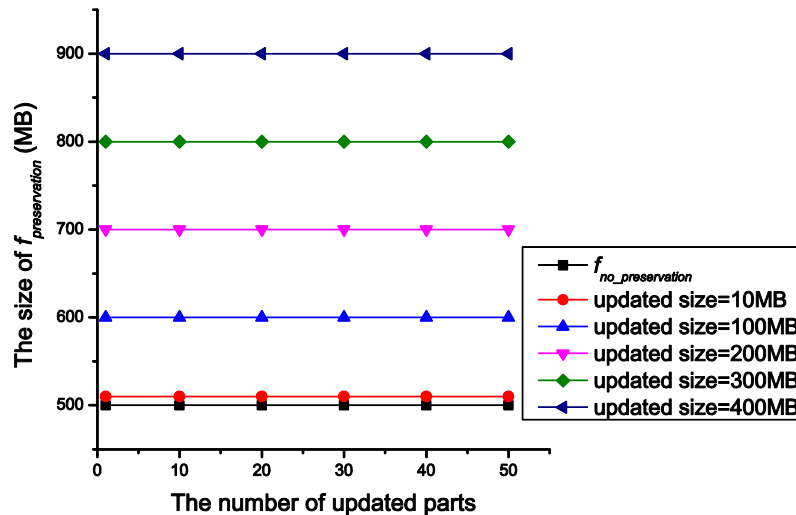 The size of f_preservation (MB)
900
800
700
600
500
0 10 20 30 40 50
The number of updated parts
f_no_preservation
updated size=10MB
updated size=100MB
updated size=200MB
updated size=300MB
updated size=400MB